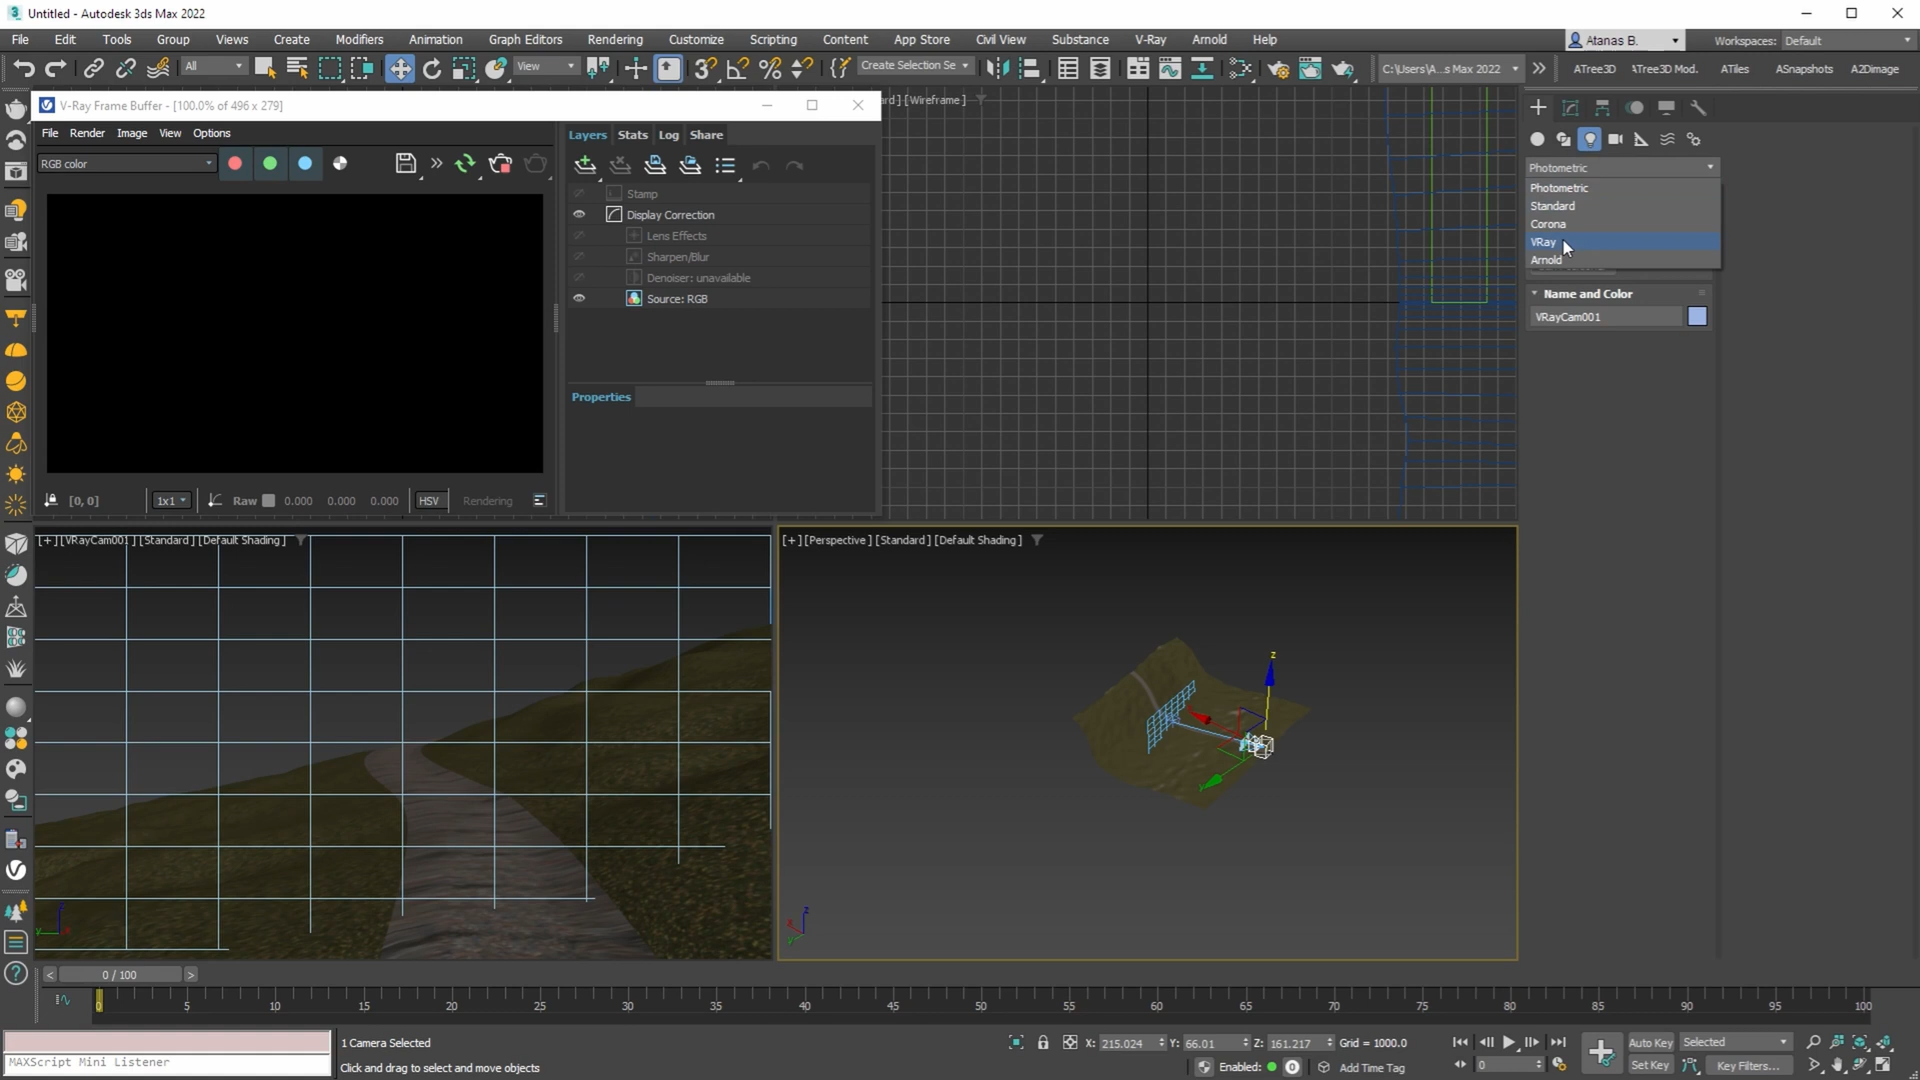 Untitled - Autodesk 3ds Max 2022
File Edit Tools Group Views Create Modifiers Animation Graph Editors Rendering Customize Scripting Content App Store Civil View Substance V-Ray Arnold Help
Atanas B.
Workspaces: Default
All
View
Create Selection Se
C:\Users\A...s Max 2022
ATree3D
ATree3D Mod.
ATiles
ASnapshots
A2Dimage
V-Ray Frame Buffer - [100.0% of 496 x 279]
File Render Image View Options
RGB color
Layers Stats Log Share
Stamp
Display Correction
Lens Effects
Sharpen/Blur
Denoiser: unavailable
Source: RGB
Properties
[0, 0]
1x1
Raw
0.000 0.000 0.000
HSV
Rendering
[Wireframe ]
Photometric
Photometric
Standard
Corona
VRay
Arnold
Name and Color
VRayCam001
[+] [VRayCam001 ] [Standard ] [Default Shading ]
[+] [Perspective ] [Standard ] [Default Shading ]
z
y
z
x
y
z
y
x
< 0 / 100 >
0 5 10 15 20 25 30 35 40 45 50 55 60 65 70 75 80 85 90 95 100
MAXScript Mini Listener
1 Camera Selected
Click and drag to select and move objects
X: 215.024 Y: 66.01 Z: 161.217 Grid = 1000.0
Enabled: 0 Add Time Tag
0
Auto Key Selected
Set Key Key Filters...